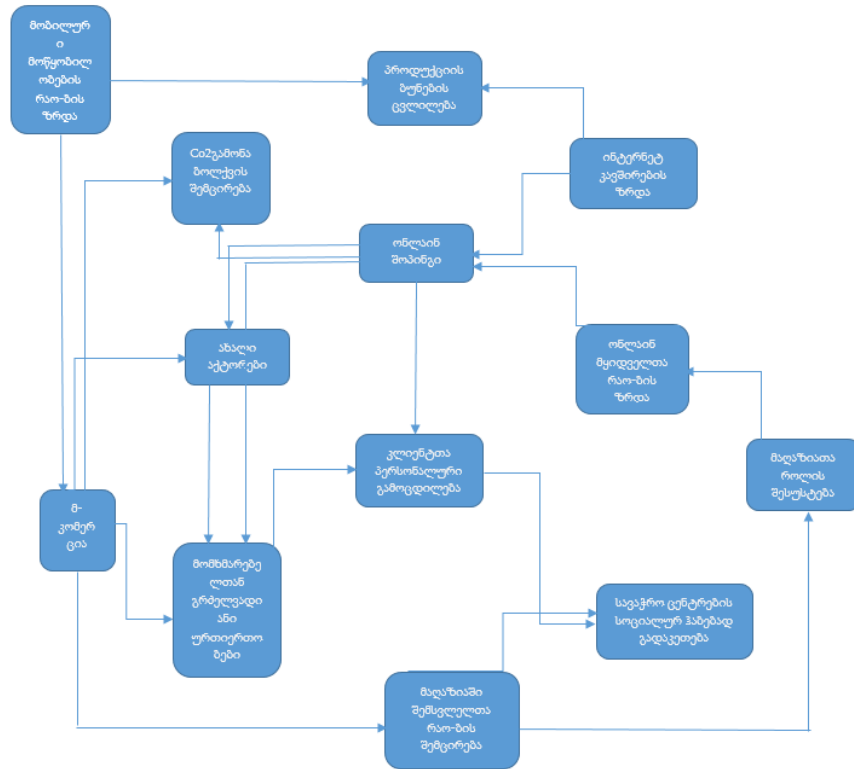 მობილურ
ი
მოწყობილ
ობების
რაო-ბის
ზრდა
პროდუქციის
ბუნების
ცვლილება
Co2გამონა
ბოლქვის
შემცირება
ინტერნეტ
კავშირების
ზრდა
ონლაინ
შოპინგი
ახალი
აქტორები
ონლაინ
მყიდველთა
რაო-ბის
ზრდა
კლიენტთა
პერსონალური
გამოცდილება
მაღაზიათა
როლის
შესუსტება
მ-
კომერ
ცია
მომხმარებე
ლთან
გრძელვადი
ანი
ურთიერთო
ბები
სავაჭრო ცენტრების
სოციალურ ჰაბებად
გადაკეთება
მაღაზიაში
შემსვლელთა
რაო-ბის
შემცირება